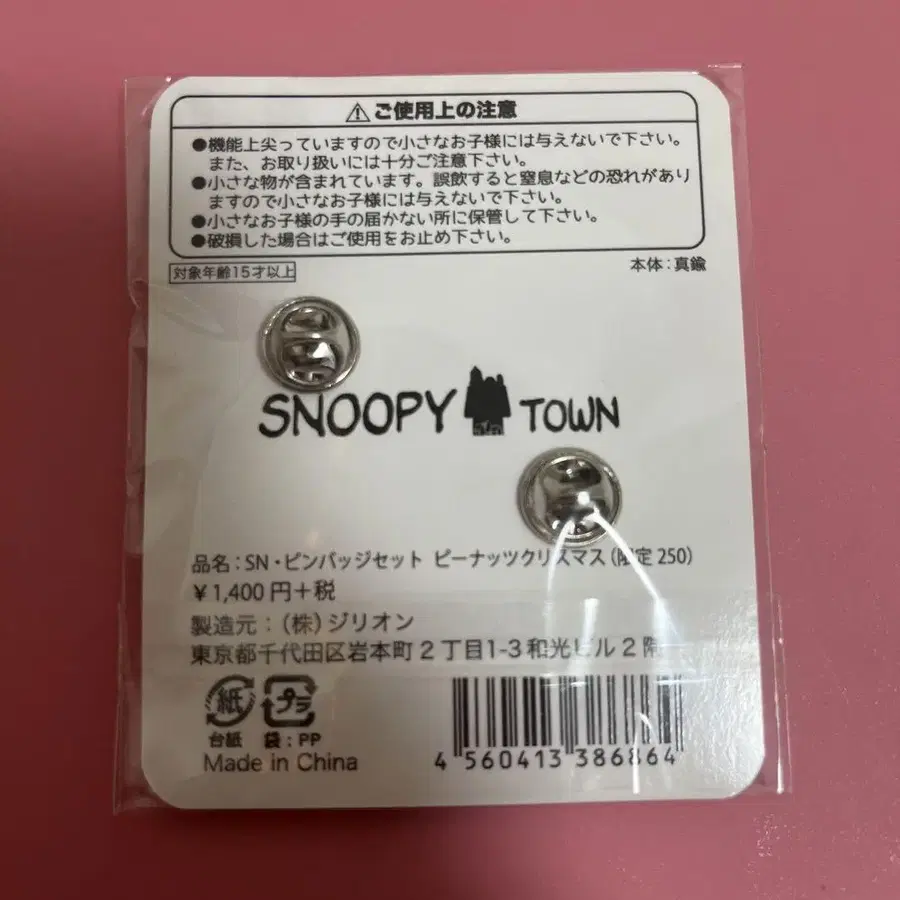 ⚠ご使用上の注意
●機能上尖っていますので小さなお子様には与えないで下さい。
また、お取り扱いには十分ご注意下さい。
●小さな物が含まれています。誤飲すると窒息などの恐れがあり
ますので小さなお子様には与えないで下さい。
●小さなお子様の手の届かない所に保管して下さい。
●破損した場合はご使用をお止め下さい。
対象年齢15才以上
本体：真鍮
SNOOPY TOWN
品名：SN・ピンバッジセット ピーナッツクリスマス（限定250）
￥1,400円＋税
製造元：（株）ジリオン
東京都千代田区岩本町2丁目1-3和光ビル2階
紙 プラ
台紙 袋：PP
Made in China
4 560413 386864